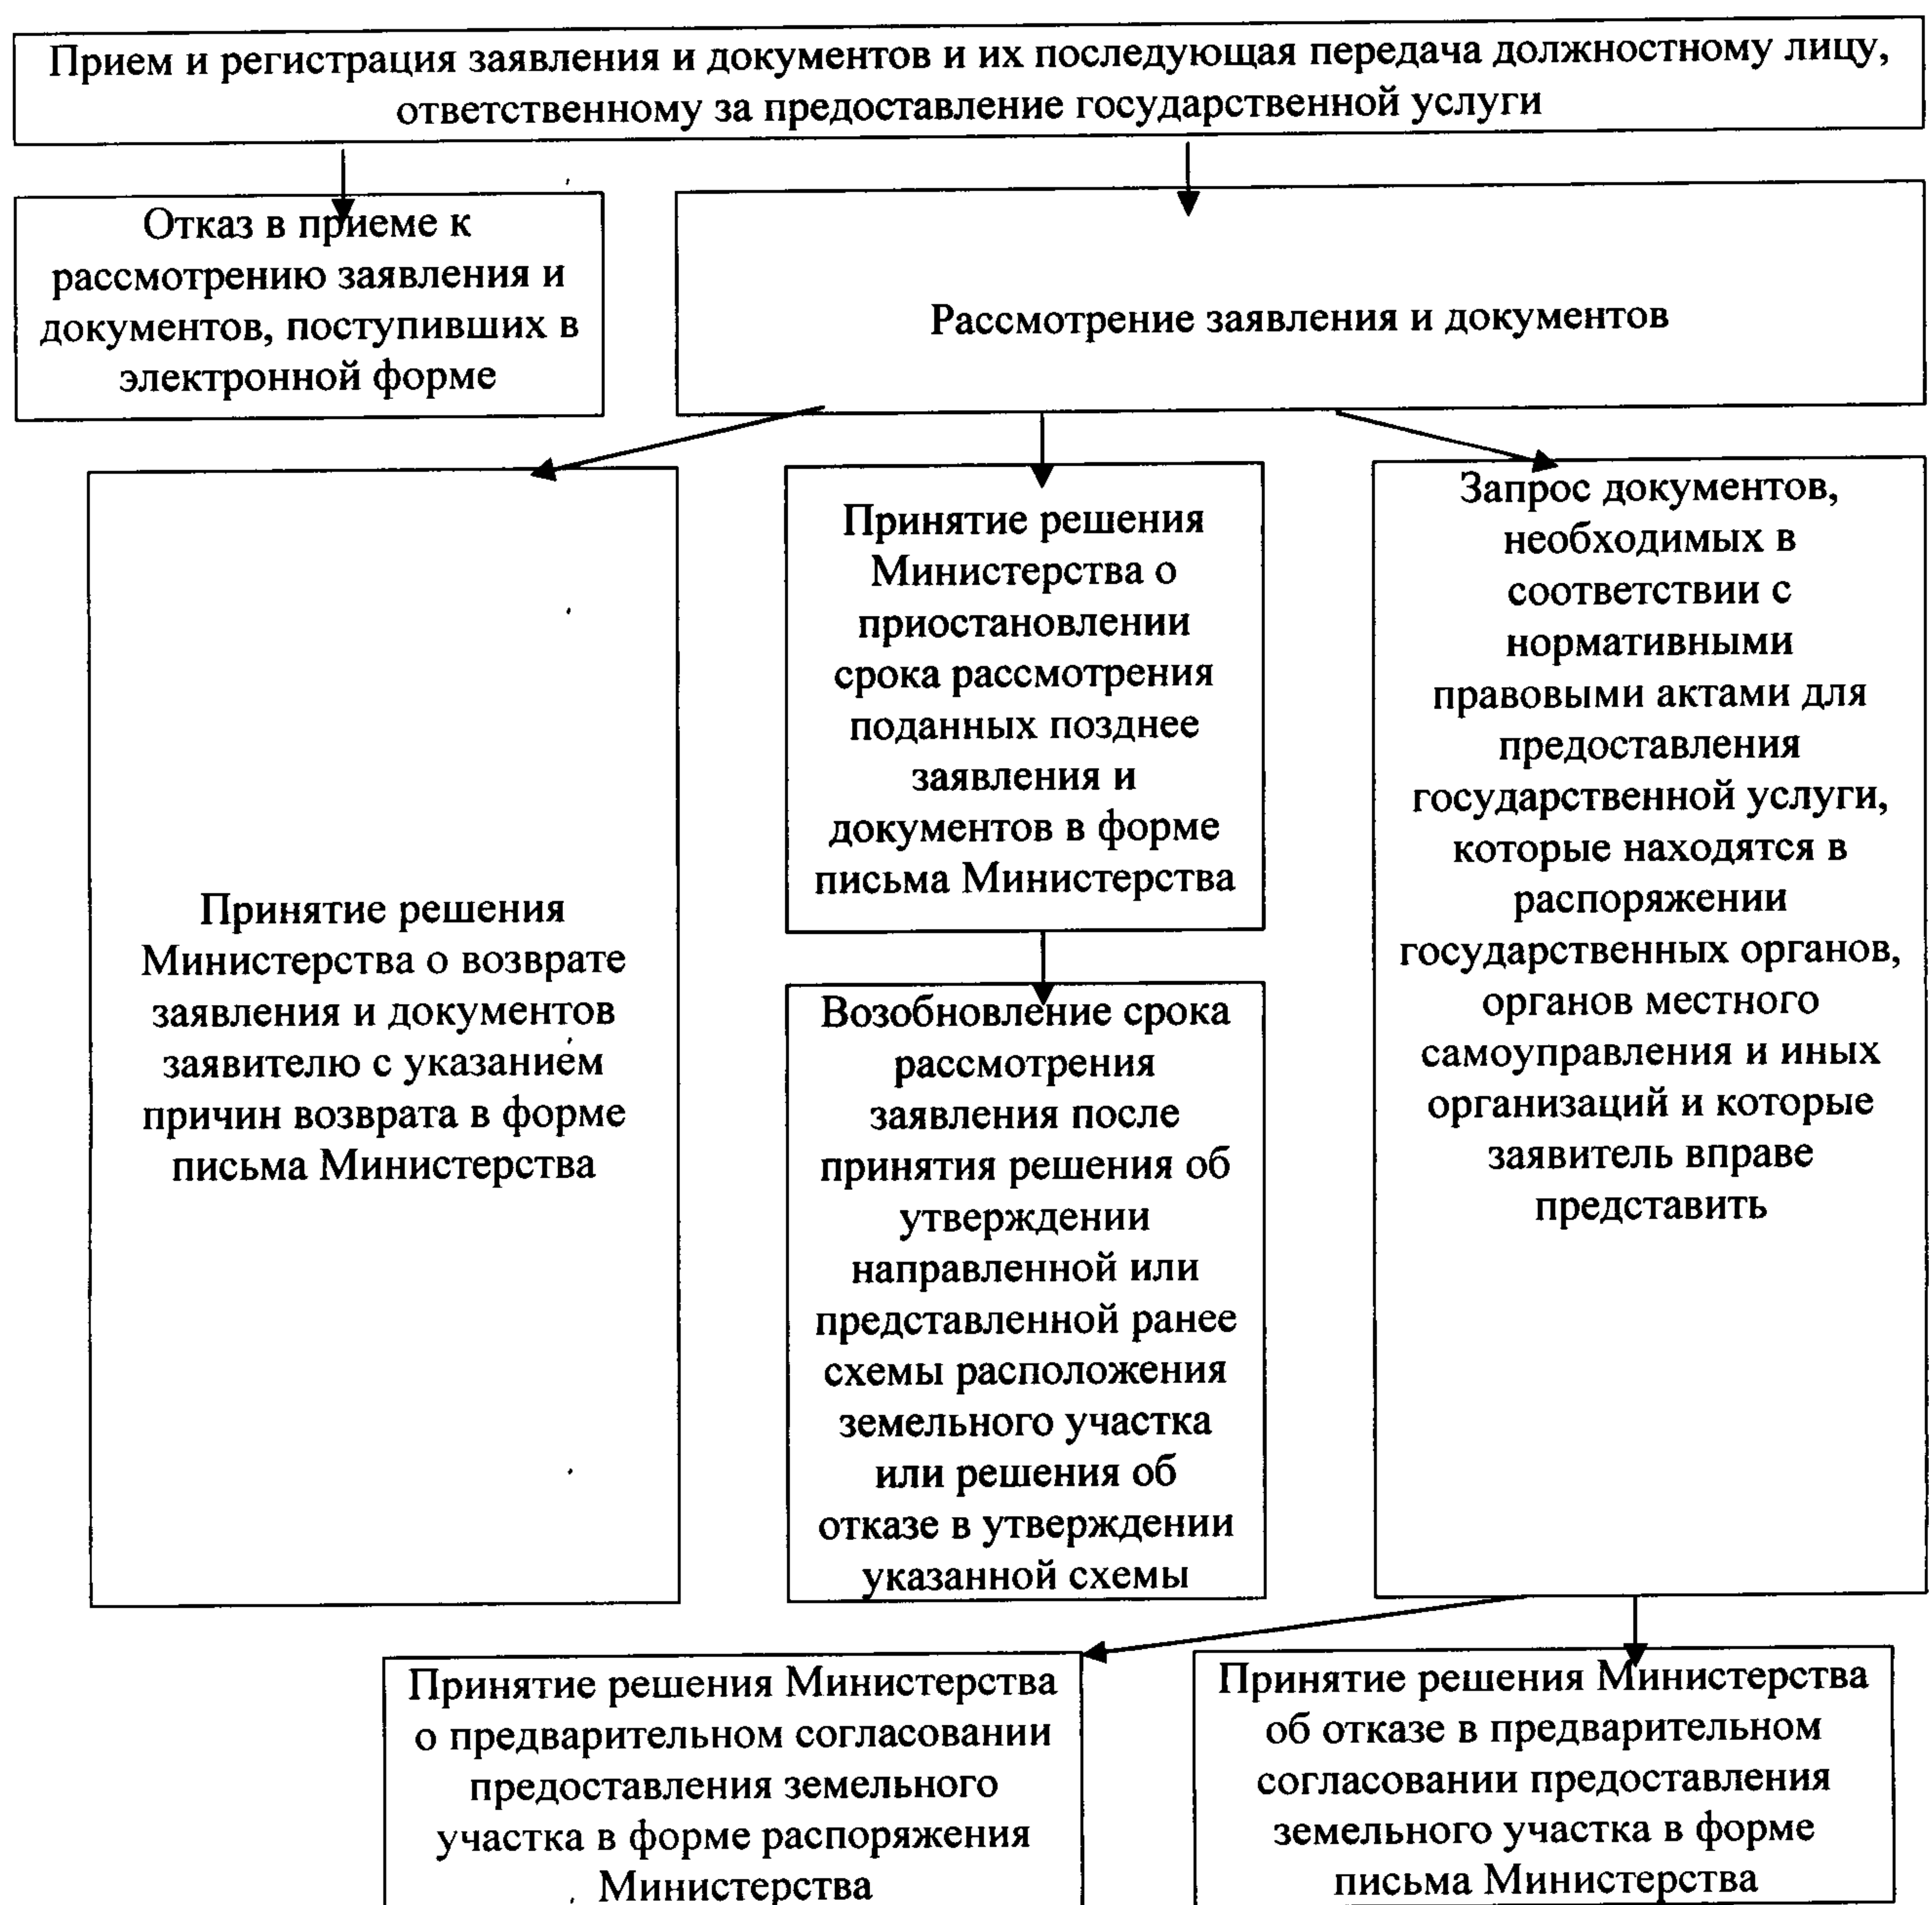 Прием и регистрация заявления и документов и их последующая передача должностному лицу,
ответственному за предоставление государственной услуги
Отказ в приеме к
рассмотрению заявления и
документов, поступивших в
электронной форме
Рассмотрение заявления и документов
Принятие решения
Министерства о возврате
заявления и документов
заявителю с указанием
причин возврата в форме
письма Министерства
Принятие решения
Министерства о
приостановлении
срока рассмотрения
поданных позднее
заявления и
документов в форме
письма Министерства
Возобновление срока
рассмотрения
заявления после
принятия решения об
утверждении
направленной или
представленной ранее
схемы расположения
земельного участка
или решения об
отказе в утверждении
указанной схемы
Запрос документов,
необходимых в
соответствии с
нормативными
правовыми актами для
предоставления
государственной услуги,
которые находятся в
распоряжении
государственных органов,
органов местного
самоуправления и иных
организаций и которые
заявитель вправе
представить
Принятие решения Министерства
о предварительном согласовании
предоставления земельного
участка в форме распоряжения
Министерства
Принятие решения Министерства
об отказе в предварительном
согласовании предоставления
земельного участка в форме
письма Министерства